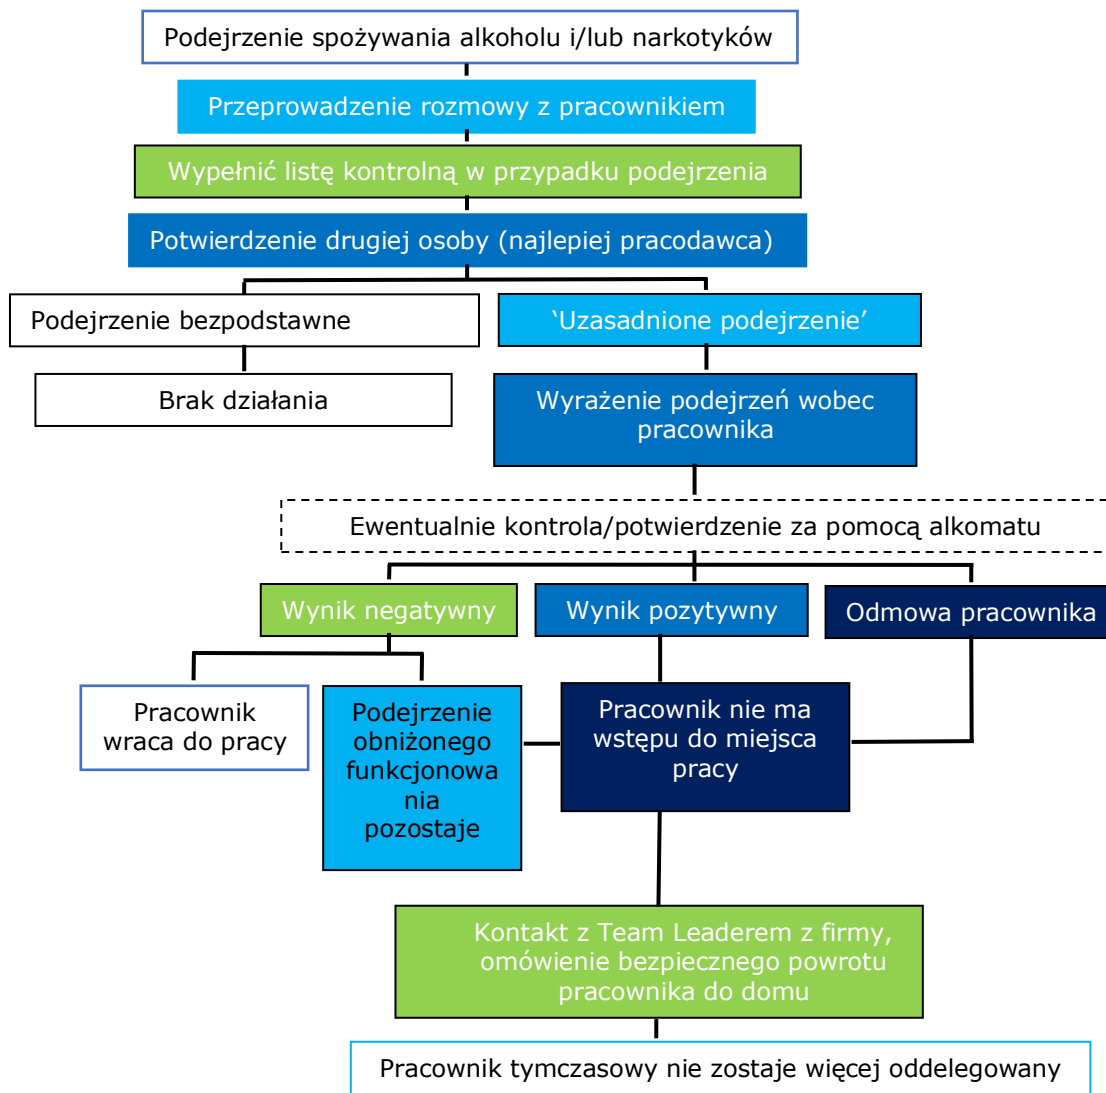 Podejrzenie spożywania alkoholu i/lub narkotyków
Przeprowadzenie rozmowy z pracownikiem
Wypełnić listę kontrolną w przypadku podejrzenia
Potwierdzenie drugiej osoby (najlepiej pracodawca)
Podejrzenie bezpodstawne
‘Uzasadnione podejrzenie’
Brak działania
Wyrażenie podejrzeń wobec
pracownika
Ewentualnie kontrola/potwierdzenie za pomocą alkomatu
Wynik negatywny
Wynik pozytywny
Odmowa pracownika
Pracownik
wraca do pracy
Podejrzenie
obniżonego
funkcjonowa
nia
pozostaje
Pracownik nie ma
wstępu do miejsca
pracy
Kontakt z Team Leaderem z firmy,
omówienie bezpiecznego powrotu
pracownika do domu
Pracownik tymczasowy nie zostaje więcej oddelegowany